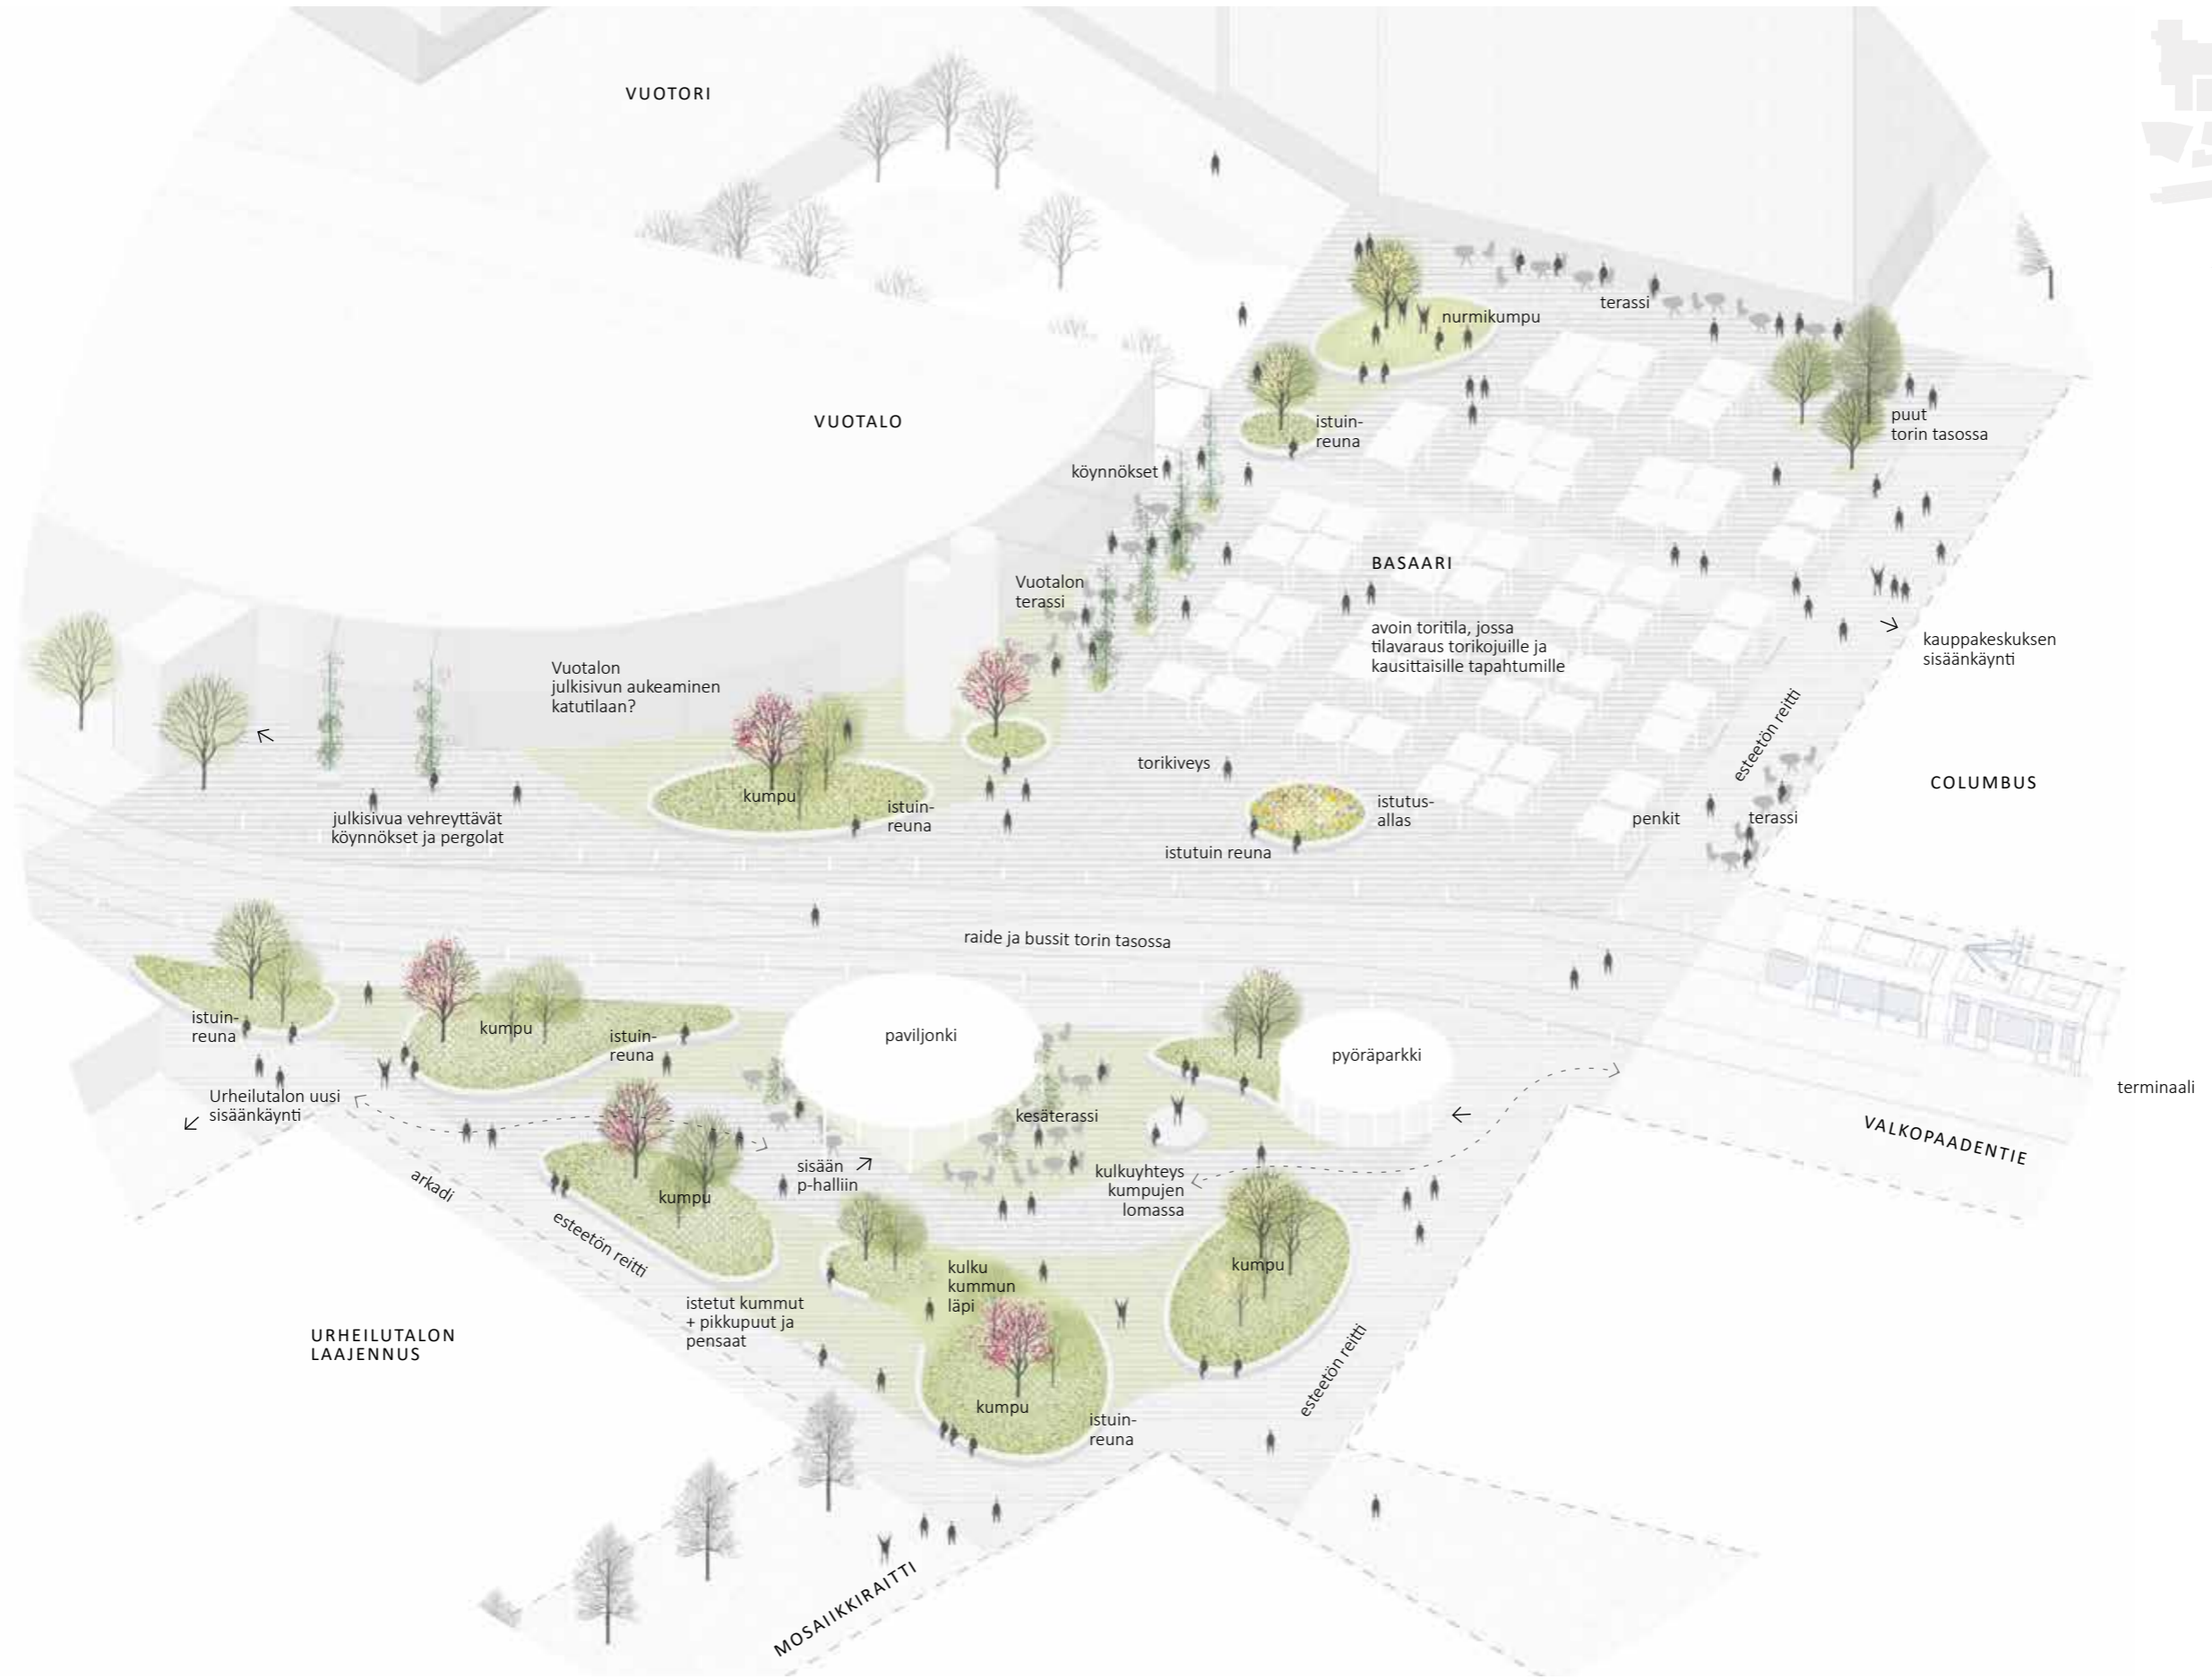 VUOTORI
terassi
nurmikumpu
puut
torin tasossa
VUOTALO
istuin-
reuna
köynnökset
BASAARI
Vuotalon
terassi
avoin toritila, jossa
tilavaraus torikojuille ja
kausittaisille tapahtumille
kauppakeskuksen
sisäänkäynti
Vuotalon
julkisivun aukeaminen
katutilaan?
esteetön reitti
torikiveys
COLUMBUS
kumpu
istuin-
reuna
istutus-
allas
penkit
terassi
julkisivua vehreyttävät
köynnökset ja pergolat
istutuin reuna
raide ja bussit torin tasossa
istuin-
reuna
kumpu
istuin-
reuna
paviljonki
pyöräparkki
terminaali
Urheilutalon uusi
sisäänkäynti
kesäterassi
VALKOPAADENTIE
arkadi
sisään
p-halliin
kulkuyhteys
kumpujen
lomassa
kumpu
esteetön reitti
kulku
kummun
läpi
kumpu
istetut kummut
+ pikkupuut ja
pensaat
URHEILUTALON
LAAJENNUS
esteetön reitti
kumpu
istuin-
reuna
MOSAIIKKIRAITTI